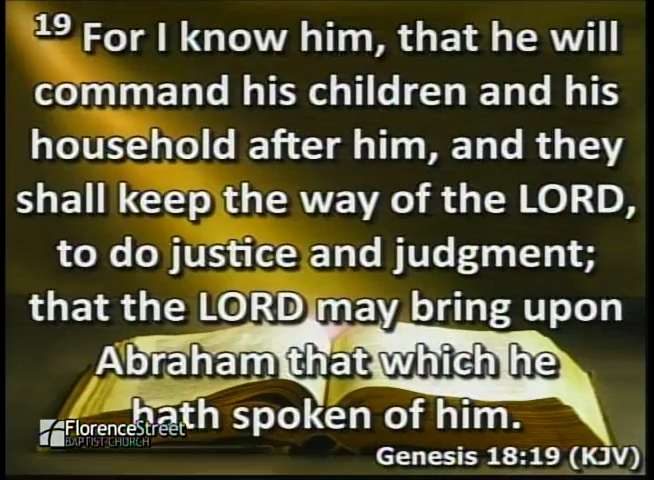 19 For I know him, that he will
command his children and his
household after him, and they
shall keep the way of the LORD,
to do justice and judgment;
that the LORD may bring upon
Abraham that which he
hath spoken of him.
FlorenceStreet
BAPTIST·CHURCH
Genesis 18:19 (KJV)